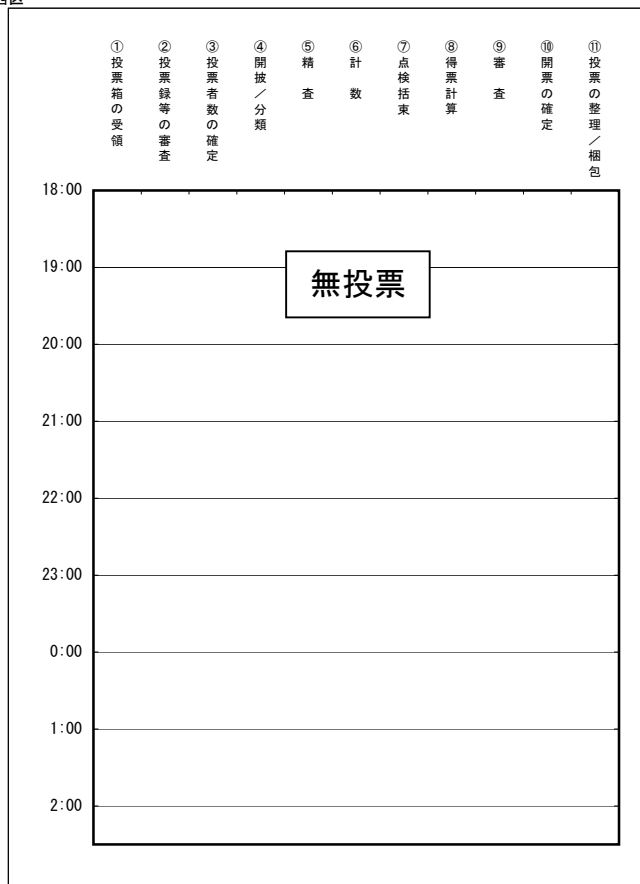 ①投票箱の受領
②投票録等の審査
③投票者数の確定
④開披／分類
⑤精　査
⑥計　数
⑦点検括束
⑧得票計算
⑨審　査
⑩開票の確定
⑪投票の整理／梱包
18:00
19:00
無投票
20:00
21:00
22:00
23:00
0:00
1:00
2:00